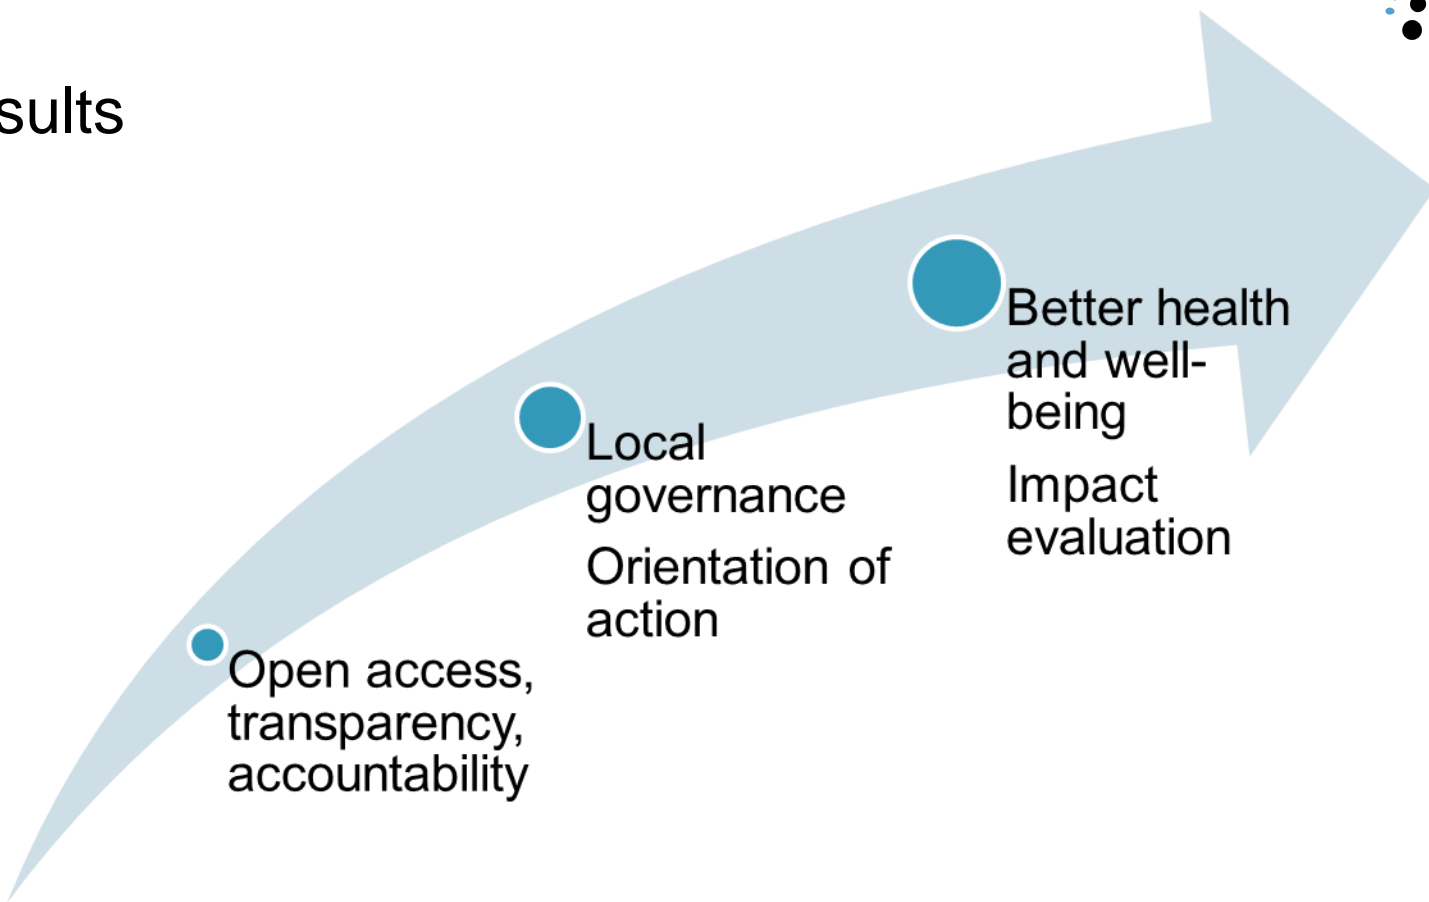 sults
Better health
and well-
being
Impact
evaluation
Local
governance
Orientation of
action
Open access,
transparency,
accountability